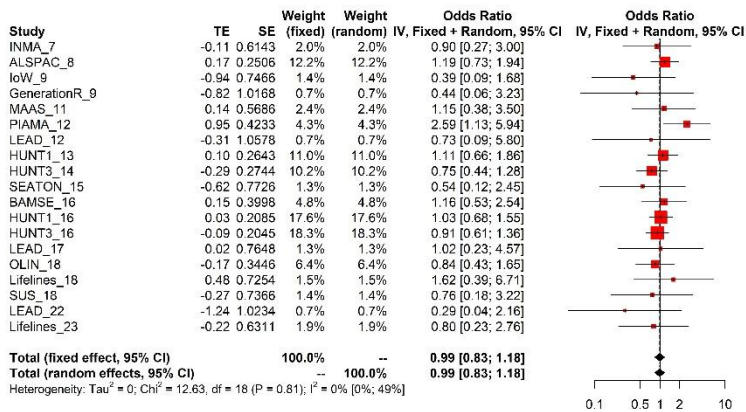 Weight Weight Odds Ratio Odds Ratio
Study TE SE (fixed) (random) IV, Fixed + Random, 95% CI IV, Fixed + Random, 95% CI
INMA_7 -0.11 0.6143 2.0% 2.0% 0.90 [0.27; 3.00]
ALSPAC_8 0.17 0.2506 12.2% 12.2% 1.19 [0.73; 1.94]
IoW_9 -0.94 0.7466 1.4% 1.4% 0.39 [0.09; 1.68]
GenerationR_9 -0.82 1.0168 0.7% 0.7% 0.44 [0.06; 3.23]
MAAS_11 0.14 0.5686 2.4% 2.4% 1.15 [0.38; 3.50]
PIAMA_12 0.95 0.4233 4.3% 4.3% 2.59 [1.13; 5.94]
LEAD_12 -0.31 1.0578 0.7% 0.7% 0.73 [0.09; 5.80]
HUNT1_13 0.10 0.2643 11.0% 11.0% 1.11 [0.66; 1.86]
HUNT3_14 -0.29 0.2744 10.2% 10.2% 0.75 [0.44; 1.28]
SEATON_15 -0.62 0.7726 1.3% 1.3% 0.54 [0.12; 2.45]
BAMSE_16 0.15 0.3998 4.8% 4.8% 1.16 [0.53; 2.54]
HUNT1_16 0.03 0.2085 17.6% 17.6% 1.03 [0.68; 1.55]
HUNT3_16 -0.09 0.2045 18.3% 18.3% 0.91 [0.61; 1.36]
LEAD_17 0.02 0.7648 1.3% 1.3% 1.02 [0.23; 4.57]
OLIN_18 -0.17 0.3446 6.4% 6.4% 0.84 [0.43; 1.65]
Lifelines_18 0.48 0.7254 1.5% 1.5% 1.62 [0.39; 6.71]
SUS_18 -0.27 0.7366 1.4% 1.4% 0.76 [0.18; 3.22]
LEAD_22 -1.24 1.0234 0.7% 0.7% 0.29 [0.04; 2.16]
Lifelines_23 -0.22 0.6311 1.9% 1.9% 0.80 [0.23; 2.76]
Total (fixed effect, 95% CI) 100.0% -- 0.99 [0.83; 1.18]
Total (random effects, 95% CI) -- 100.0% 0.99 [0.83; 1.18]
Heterogeneity: Tau² = 0; Chi² = 12.63, df = 18 (P = 0.81); I² = 0% [0%; 49%]
0.1 0.5 1 2 10